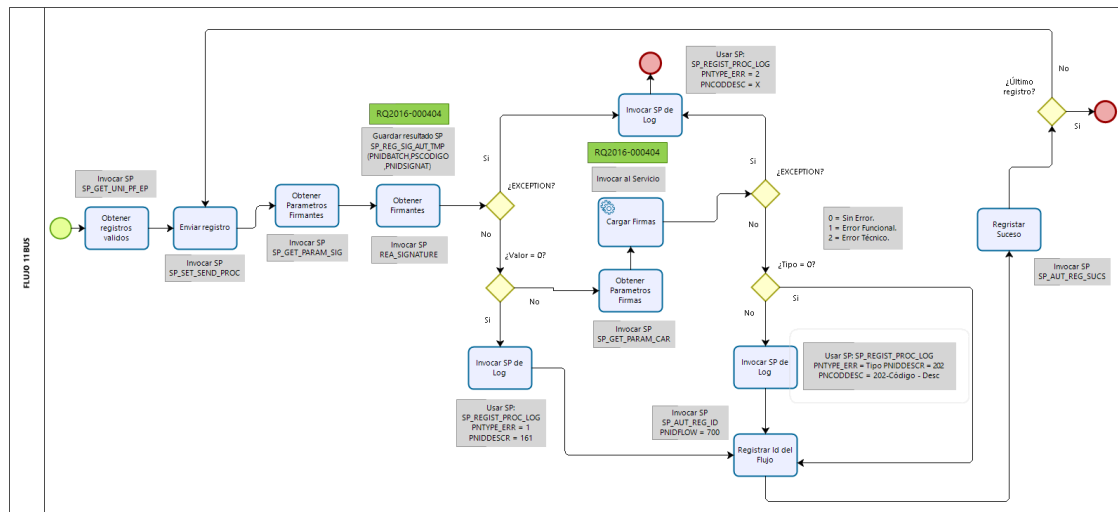 FLUJO 11BUS
Invocar SP
SP_GET_UNI_PF_EP
Obtener
registros
validos
Enviar registro
Invocar SP
SP_SET_SEND_PROC
Obtener
Parametros
Firmantes
Invocar SP
SP_GET_PARAM_SIG
RQ2016-000404
Guardar resultado SP
SP_REG_SIG_AUT_TMP
(PNIDBATCH,PSCODIGO
,PNIDSIGNAT)
Obtener
Firmantes
Invocar SP
REA_SIGNATURE
¿EXCEPTION?
Si
No
¿Valor = 0?
No
Si
Invocar SP de
Log
Usar SP:
SP_REGIST_PROC_LOG
PNTYPE_ERR = 1
PNIDDESCR = 161
Usar SP:
SP_REGIST_PROC_LOG
PNTYPE_ERR = 2
PNCODDESC = X
Invocar SP de
Log
RQ2016-000404
Invocar al Servicio
Cargar Firmas
Obtener
Parametros
Firmas
Invocar SP
SP_GET_PARAM_CAR
Si
¿EXCEPTION?
No
0 = Sin Error.
1 = Error Funcional.
2 = Error Técnico.
¿Tipo = 0?
Si
No
Invocar SP de
Log
Usar SP: SP_REGIST_PROC_LOG
PNTYPE_ERR = Tipo PNIDDESCR = 202
PNCODDESC = 202-Código - Desc
Invocar SP
SP_AUT_REG_ID
PNIDFLOW = 700
Registrar Id del
Flujo
Registar
Suceso
Invocar SP
SP_AUT_REG_SUCS
¿Último
registro?
No
Si